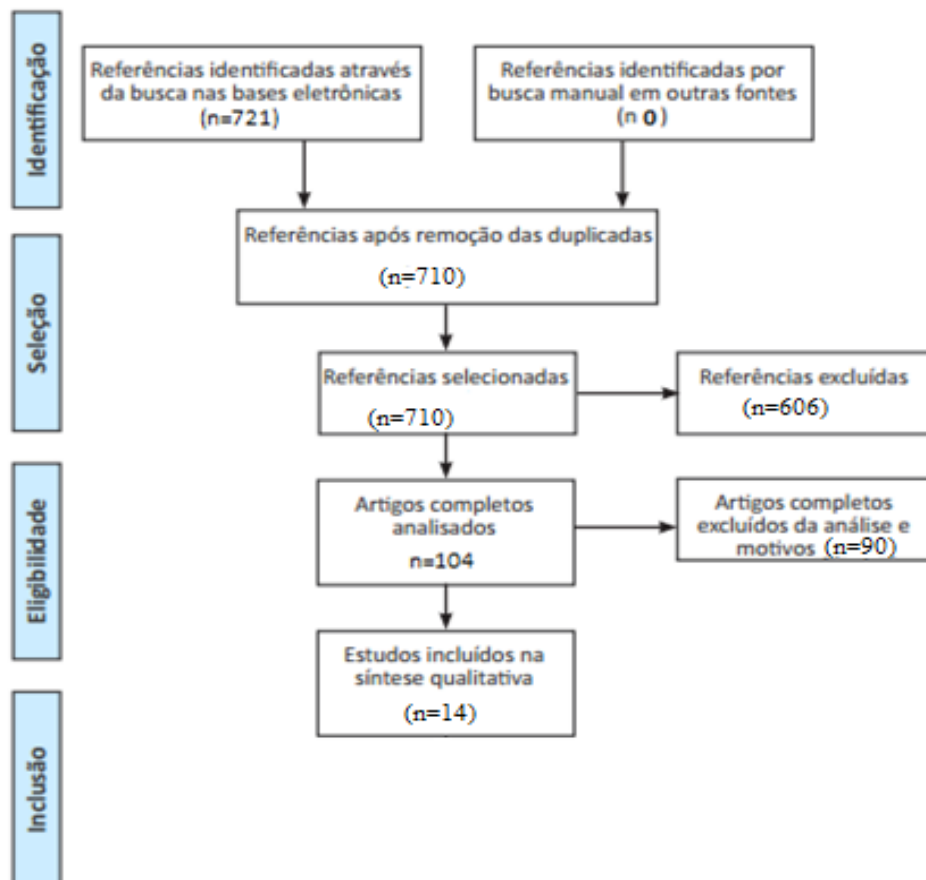 Identificação
Referências identificadas através
da busca nas bases eletrônicas
(n=721)
Referências identificadas por
busca manual em outras fontes
(n 0 )
Seleção
Referências após remoção das duplicadas
(n=710)
Referências selecionadas
(n=710)
Referências excluídas
(n=606)
Eligibilidade
Artigos completos
analisados
n=104
Artigos completos
excluídos da análise e
motivos (n=90)
Estudos incluídos na
síntese qualitativa
(n=14)
Inclusão